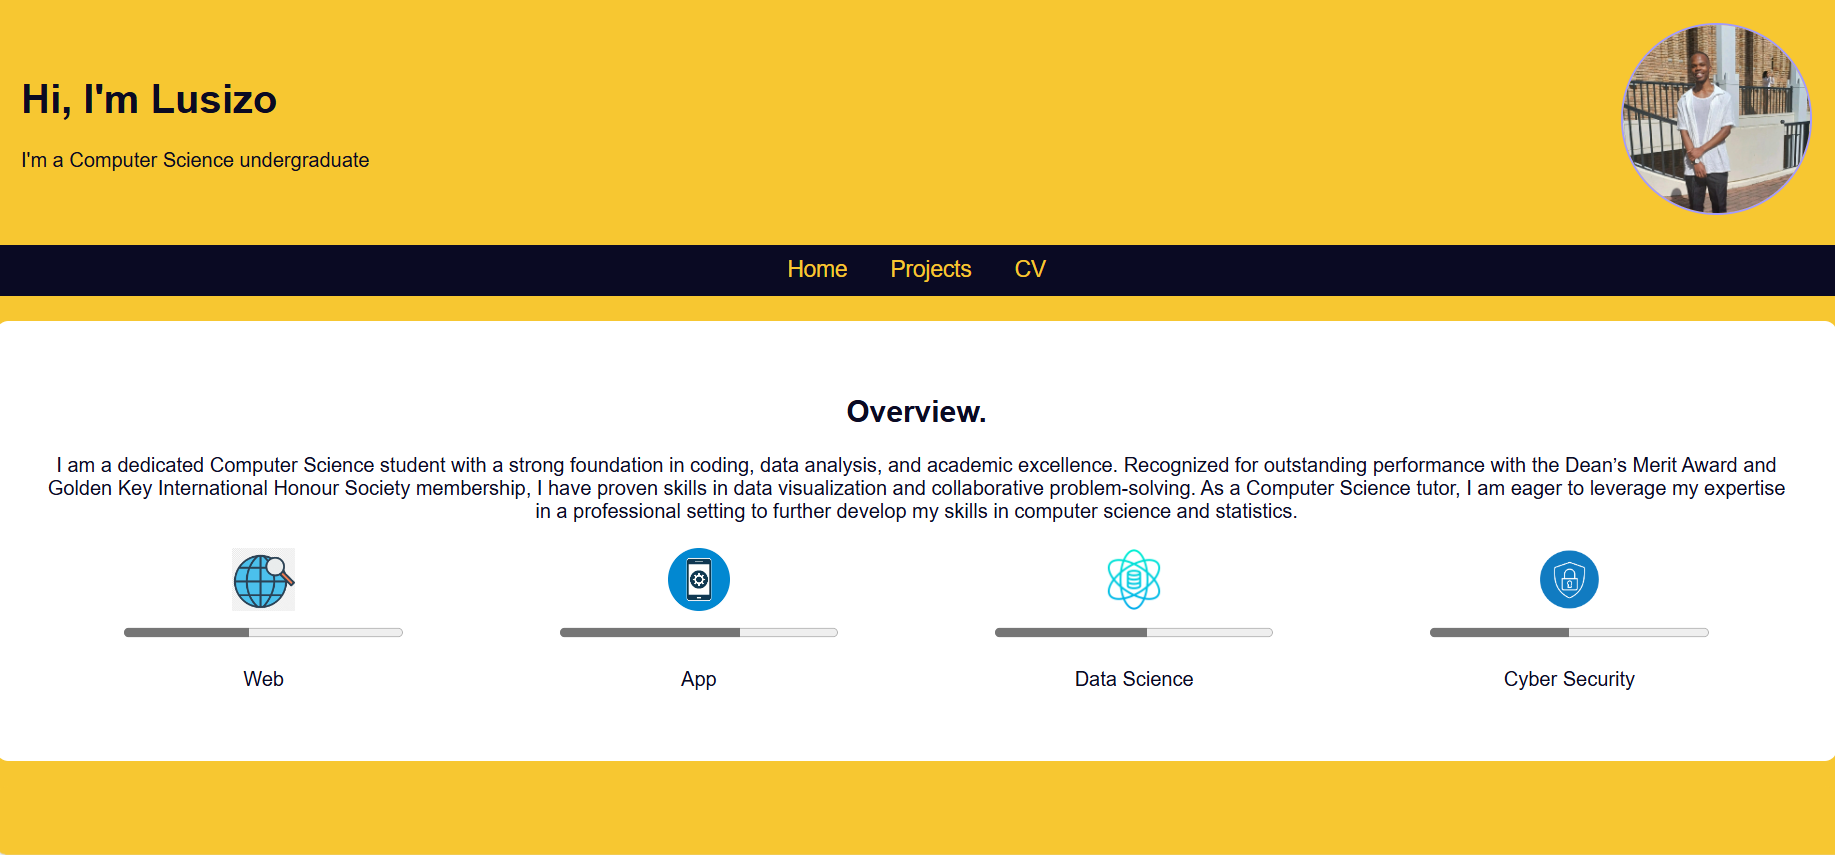 Hi, I'm Lusizo
I'm a Computer Science undergraduate
Home Projects CV
Overview.
I am a dedicated Computer Science student with a strong foundation in coding, data analysis, and academic excellence. Recognized for outstanding performance with the Dean’s Merit Award and
Golden Key International Honour Society membership, I have proven skills in data visualization and collaborative problem-solving. As a Computer Science tutor, I am eager to leverage my expertise
in a professional setting to further develop my skills in computer science and statistics.
Web App Data Science Cyber Security